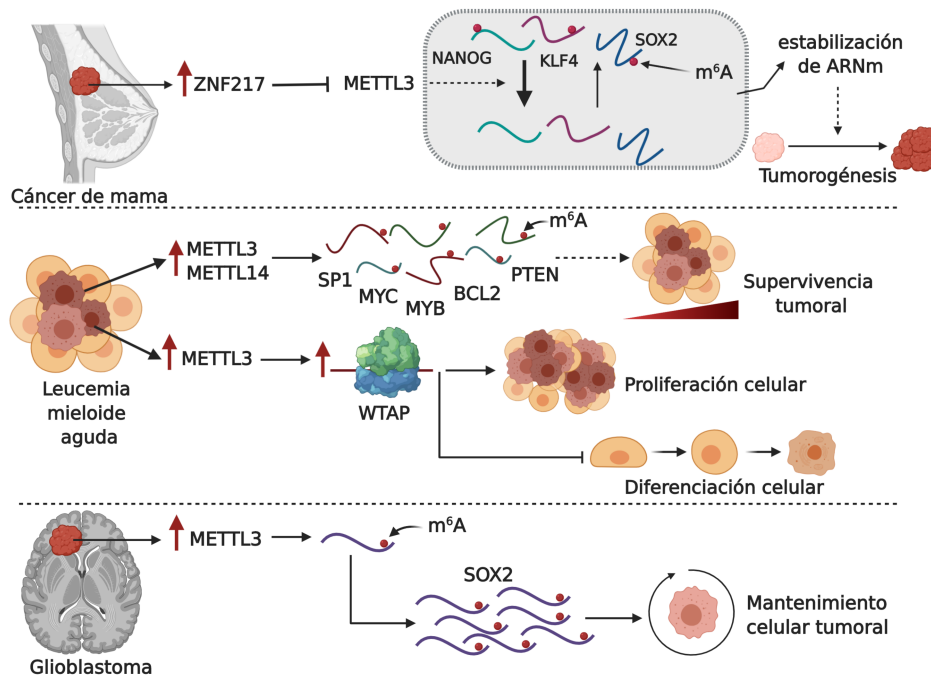 ZNF217
METTL3
NANOG
KLF4
SOX2
m⁶A
estabilización
de ARNm
Tumorogénesis
Cáncer de mama
METTL3
METTL14
SP1
MYC
MYB
BCL2
PTEN
m⁶A
Supervivencia
tumoral
METTL3
WTAP
Proliferación celular
Leucemia
mieloide
aguda
Diferenciación celular
METTL3
m⁶A
SOX2
Mantenimiento
celular tumoral
Glioblastoma